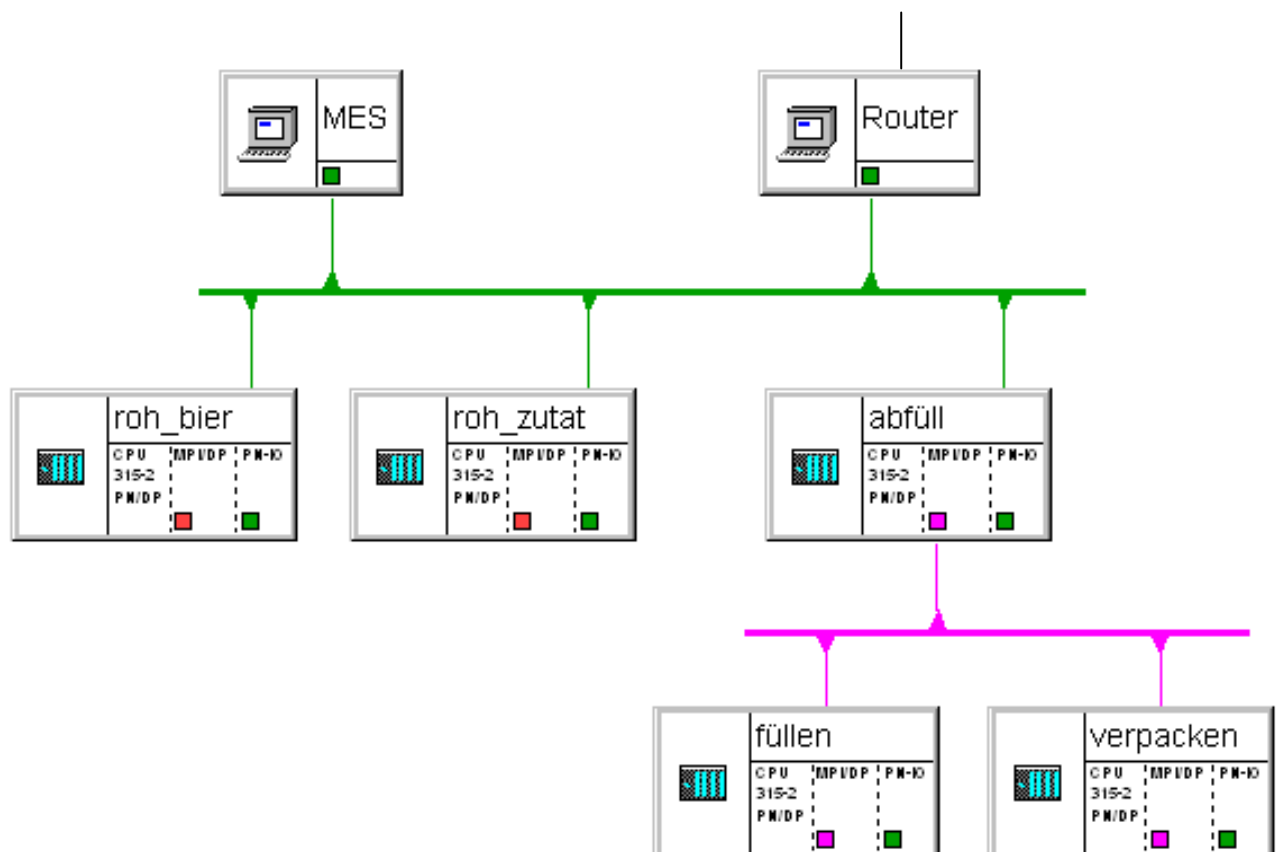 MES
Router
roh_bier
CPU 315-2 PN/DP
MPI/DP
PN-IO
roh_zutat
CPU 315-2 PN/DP
MPI/DP
PN-IO
abfüll
CPU 315-2 PN/DP
MPI/DP
PN-IO
füllen
CPU 315-2 PN/DP
MPI/DP
PN-IO
verpacken
CPU 315-2 PN/DP
MPI/DP
PN-IO